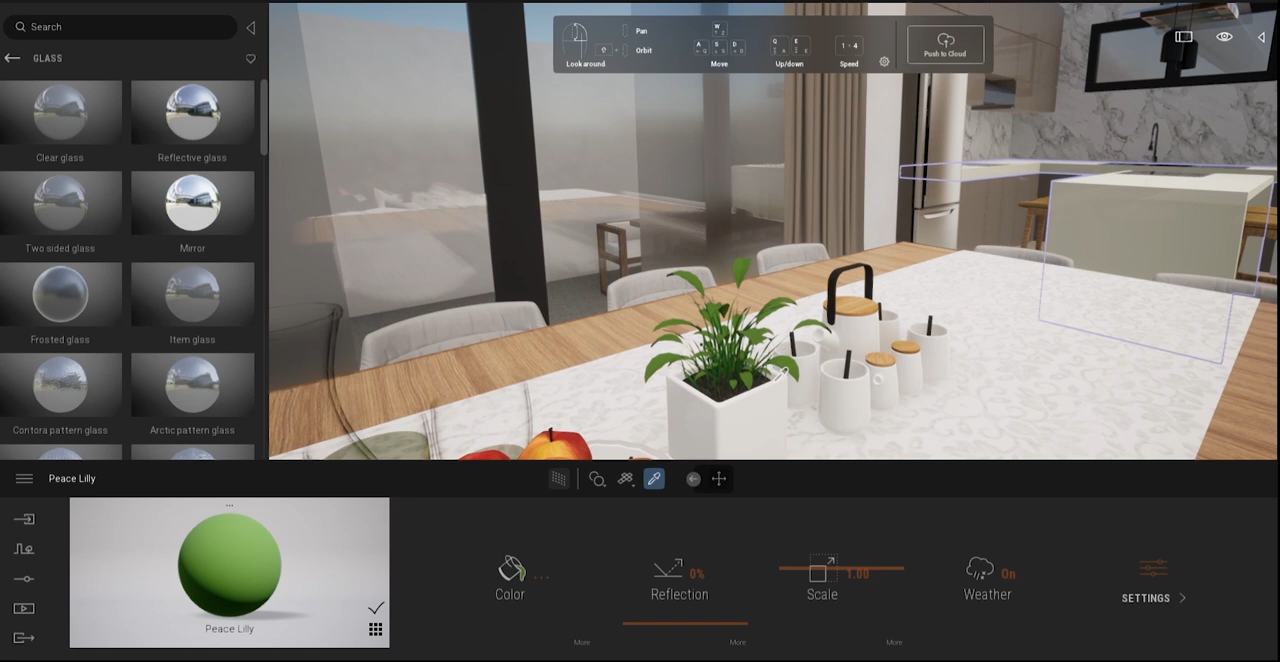 Search
GLASS
Clear glass
Reflective glass
Two sided glass
Mirror
Frosted glass
Item glass
Contora pattern glass
Arctic pattern glass
Look around
Pan
Orbit
W
A S D
Move
Q E
Up/down
1 - 4
Speed
Push to Cloud
Peace Lilly
...
Peace Lilly
Color
...
More
Reflection
0%
More
Scale
1.00
More
Weather
On
SETTINGS